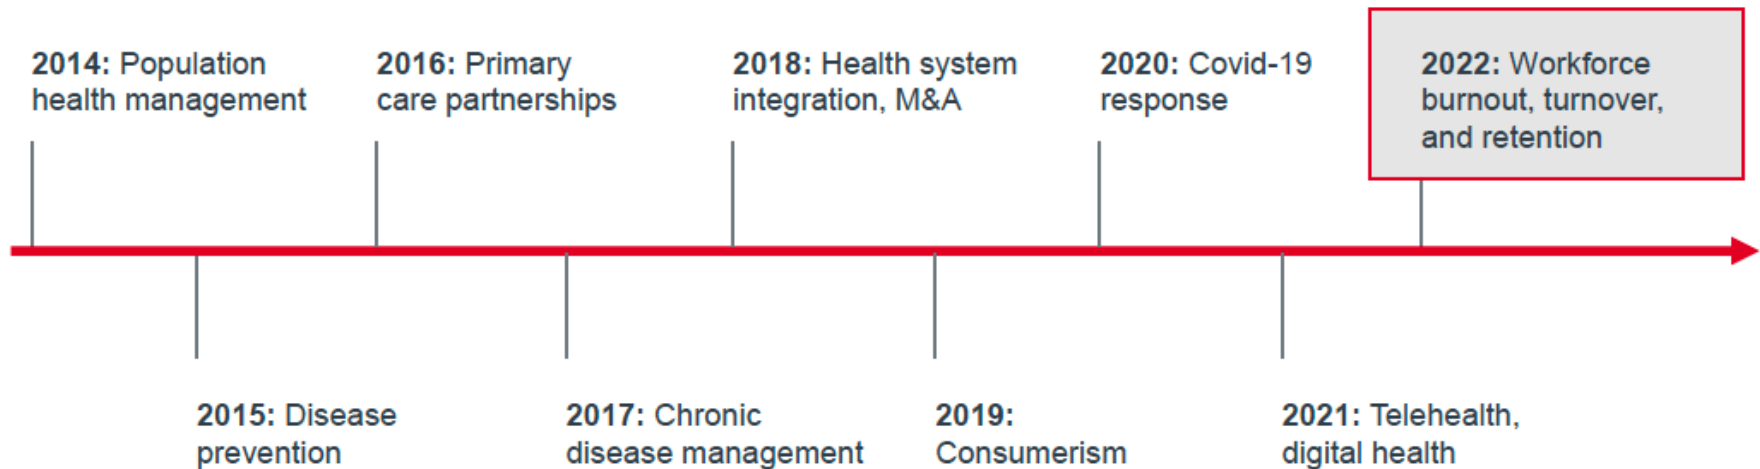 2014: Population
health management
2016: Primary
care partnerships
2018: Health system
integration, M&A
2020: Covid-19
response
2022: Workforce
burnout, turnover,
and retention
2015: Disease
prevention
2017: Chronic
disease management
2019:
Consumerism
2021: Telehealth,
digital health